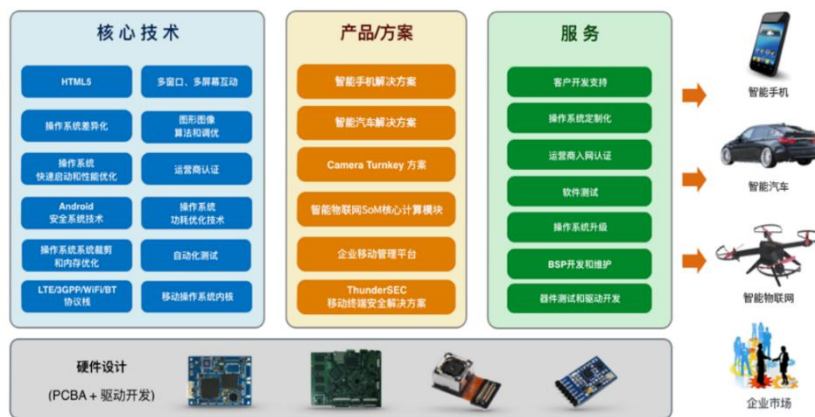 核心技术
HTML5
多窗口、多屏幕互动
操作系统差异化
图形图像
算法和调优
操作系统
快速启动和性能优化
运营商认证
Android
安全系统技术
操作系统
功耗优化技术
操作系统系统裁剪
和内存优化
自动化测试
LTE/3GPP/WiFi/BT
协议栈
移动操作系统内核
产品/方案
智能手机解决方案
智能汽车解决方案
Camera Turnkey 方案
智能物联网SoM核心计算模块
企业移动管理平台
ThunderSEC
移动终端安全解决方案
服务
客户开发支持
操作系统定制化
运营商入网认证
软件测试
操作系统升级
BSP开发和维护
器件测试和驱动开发
智能手机
智能汽车
智能物联网
企业市场
硬件设计
(PCBA + 驱动开发)